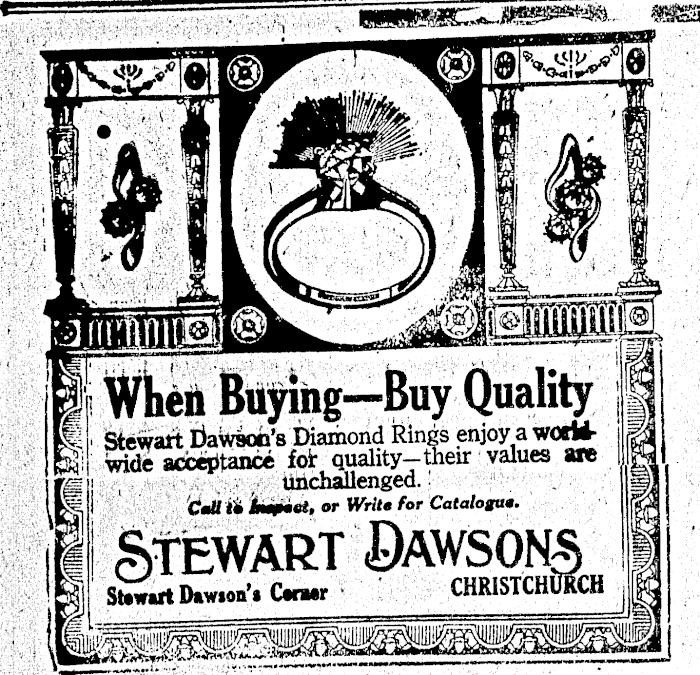 When Buying—Buy Quality
Stewart Dawson's Diamond Rings enjoy a world-
wide acceptance for quality—their values are
unchallenged.
Call to Inspect, or Write for Catalogue.
STEWART DAWSONS
Stewart Dawson's Corner
CHRISTCHURCH